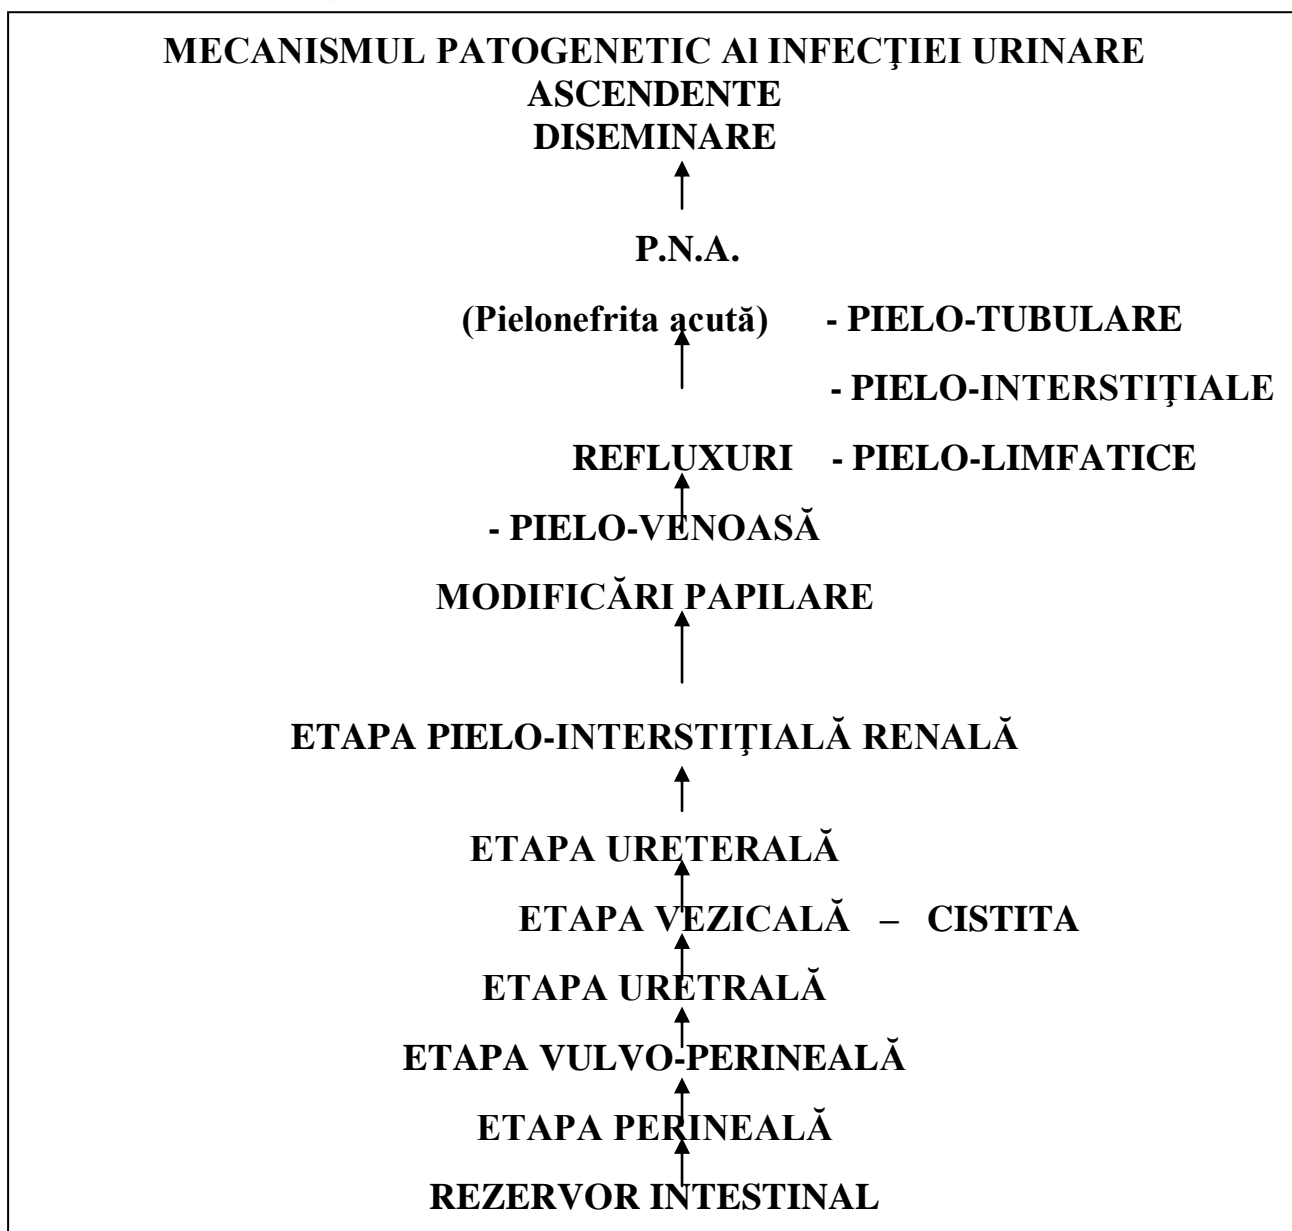 MECANISMUL PATOGENETIC Al INFECŢIEI URINARE
ASCENDENTE
DISEMINARE
P.N.A.
(Pielonefrita acută) - PIELO-TUBULARE
- PIELO-INTERSTIŢIALE
REFLUXURI - PIELO-LIMFATICE
- PIELO-VENOASĂ
MODIFICĂRI PAPILARE
ETAPA PIELO-INTERSTIŢIALĂ RENALĂ
ETAPA URETERALĂ
ETAPA VEZICALĂ – CISTITA
ETAPA URETRALĂ
ETAPA VULVO-PERINEALĂ
ETAPA PERINEALĂ
REZERVOR INTESTINAL